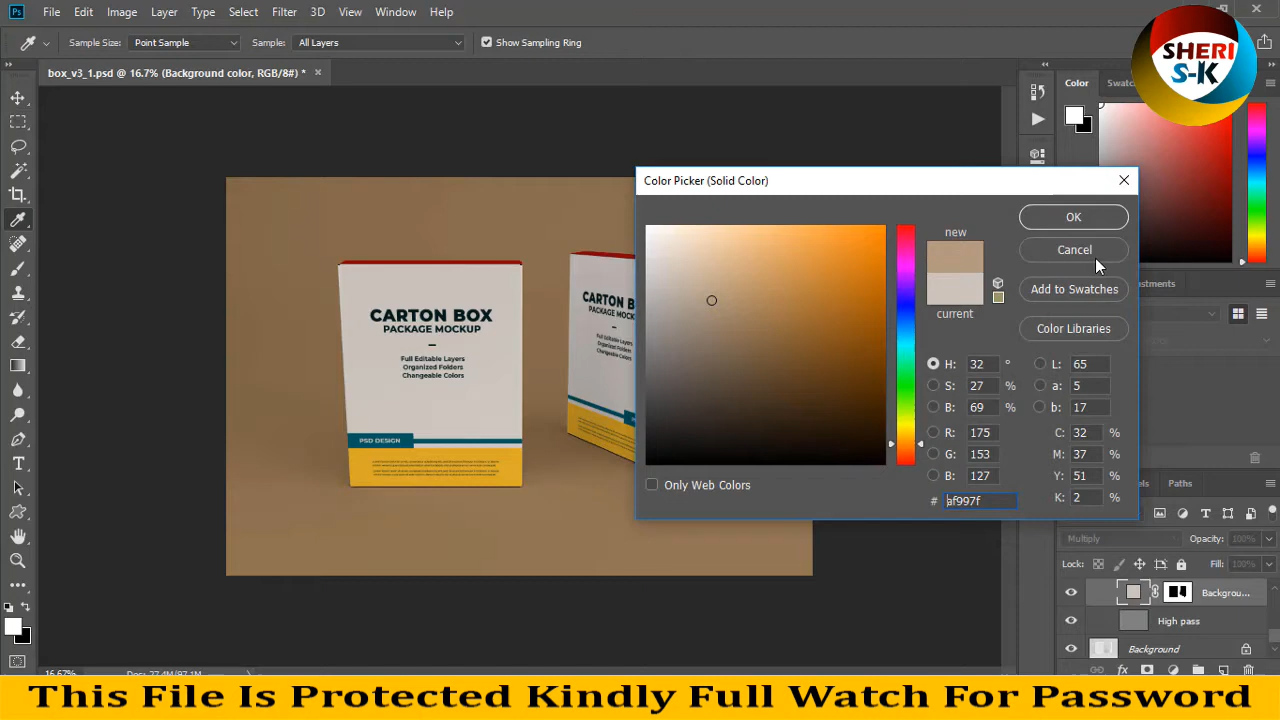 Ps File Edit Image Layer Type Select Filter 3D View Window Help
Sample Size: Point Sample Sample: All Layers Show Sampling Ring
SHERI
S-K
box_v3_1.psd @ 16.7% (Background color, RGB/8#) * ×
Color
CARTON BOX
PACKAGE MOCKUP
Full Editable Layers
Organized Folders
Changeable Colors
PSD DESIGN
Color Picker (Solid Color)
new
current
OK
Cancel
Add to Swatches
Color Libraries
H: 32 °
S: 27 %
B: 69 %
R: 175
G: 153
B: 127
# af997f
L: 65
a: 5
b: 17
C: 32 %
M: 37 %
Y: 51 %
K: 2 %
Only Web Colors
Paths
Multiply Opacity: 100%
Lock: Fill: 100%
Backgrou...
High pass
Background
fx
This File Is Protected Kindly Full Watch For Password